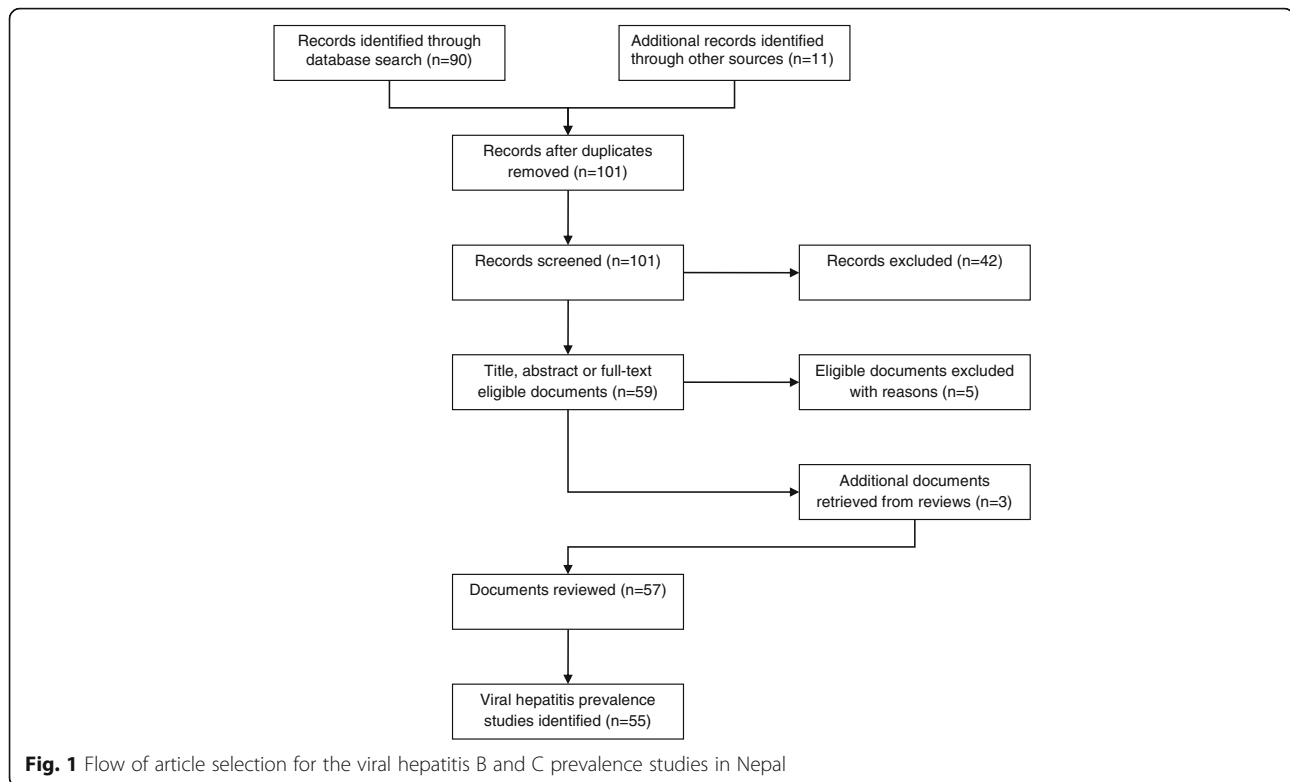 Records identified through
database search (n=90)
Additional records identified
through other sources (n=11)
Records after duplicates
removed (n=101)
Records screened (n=101)
Records excluded (n=42)
Title, abstract or full-text
eligible documents (n=59)
Eligible documents excluded
with reasons (n=5)
Additional documents
retrieved from reviews (n=3)
Documents reviewed (n=57)
Viral hepatitis prevalence
studies identified (n=55)
Fig. 1 Flow of article selection for the viral hepatitis B and C prevalence studies in Nepal